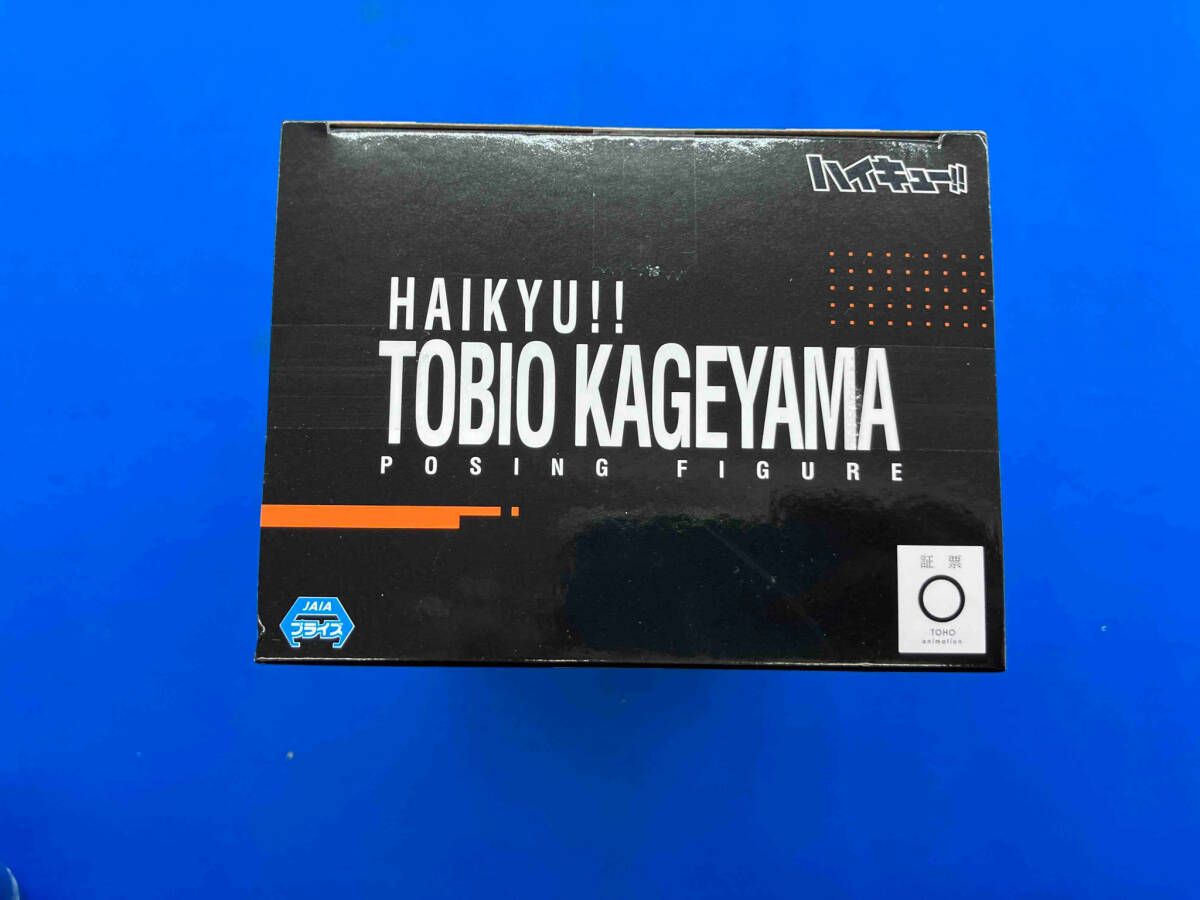 ハイキュー!!
HAIKYU!!
TOBIO KAGEYAMA
POSING FIGURE
JAIA
プライズ
証票
TOHO
animation